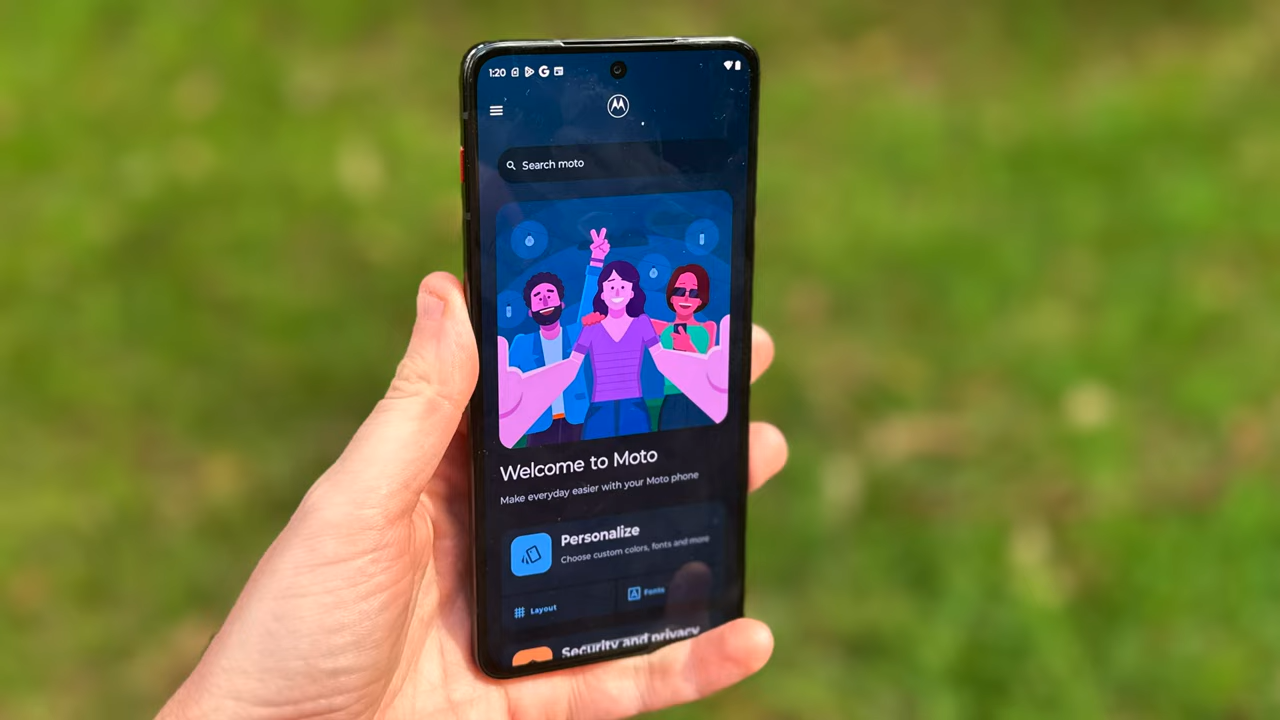 1:20
Search moto
Welcome to Moto
Make everyday easier with your Moto phone
Personalize
Choose custom colors, fonts and more
Layout
Fonts
Security and privacy